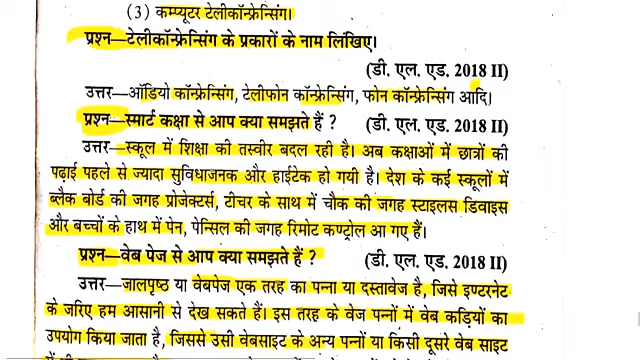 (3) कम्प्यूटर टेलीकॉन्फ्रेन्सिंग।
प्रश्न—टेलीकॉन्फ्रेन्सिंग के प्रकारों के नाम लिखिए।
(डी. एल. एड. 2018 II)
उत्तर—ऑडियो कॉन्फ्रेन्सिंग, टेलीफोन कॉन्फ्रेन्सिंग, फोन कॉन्फ्रेन्सिंग आदि।
प्रश्न—स्मार्ट कक्षा से आप क्या समझते हैं ? (डी. एल. एड. 2018 II)
उत्तर—स्कूल में शिक्षा की तस्वीर बदल रही है। अब कक्षाओं में छात्रों की
पढ़ाई पहले से ज्यादा सुविधाजनक और हाईटेक हो गयी है। देश के कई स्कूलों में
ब्लैक बोर्ड की जगह प्रोजेक्टर्स, टीचर के साथ में चौक की जगह स्टाइलस डिवाइस
और बच्चों के हाथ में पेन, पेन्सिल की जगह रिमोट कण्ट्रोल आ गए हैं।
प्रश्न—वेब पेज से आप क्या समझते हैं ? (डी. एल. एड. 2018 II)
उत्तर—जालपृष्ठ या वेबपेज एक तरह का पन्ना या दस्तावेज है, जिसे इण्टरनेट
के जरिए हम आसानी से देख सकते हैं। इस तरह के वेज पन्नों में वेब कड़ियों का
उपयोग किया जाता है, जिससे उसी वेबसाइट के अन्य पन्नों या किसी दूसरे वेब साइट